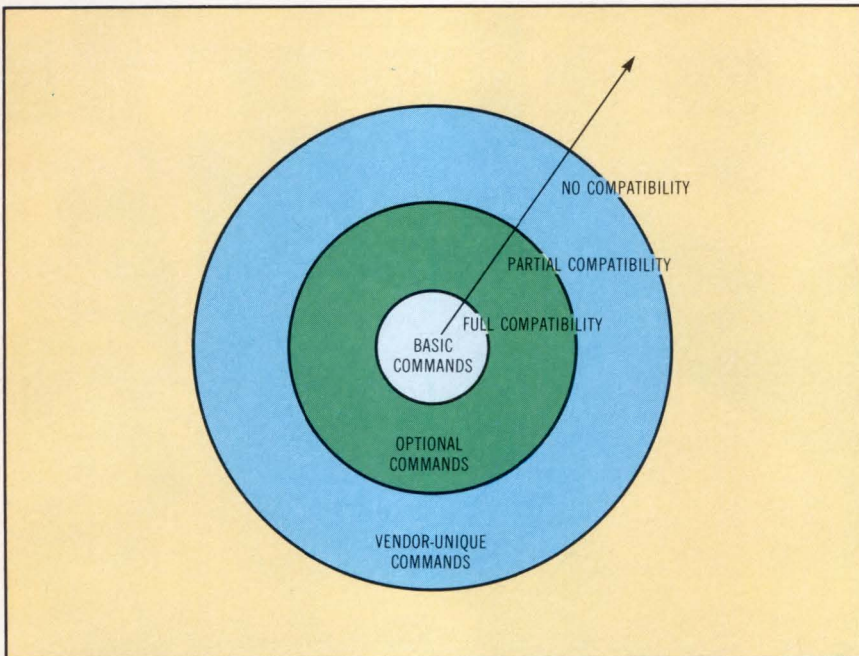 NO COMPATIBILITY
PARTIAL COMPATIBILITY
FULL COMPATIBILITY
BASIC
COMMANDS
OPTIONAL
COMMANDS
VENDOR-UNIQUE
COMMANDS